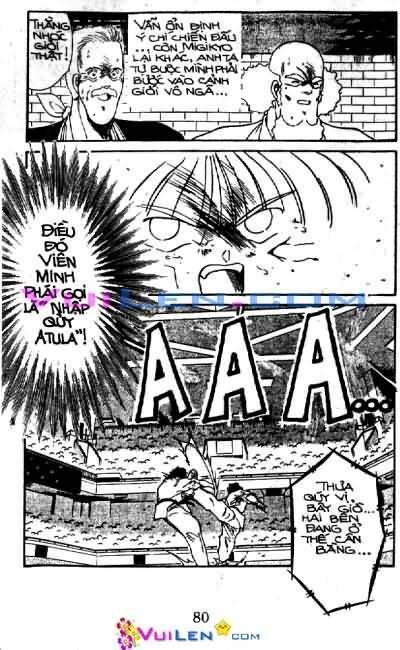 THẰNG
NHÓC
GIỎI
THẬT!
VẪN ỔN ĐỊNH
Ý CHÍ CHIẾN ĐẤU
... CÒN MIGIKYO
LẠI KHÁC, ANH TA
TỰ BUỘC MÌNH PHẢI
BƯỚC VÀO CẢNH
GIỚI VÔ NGÃ...
ĐIỀU
ĐÓ
VIÊN
MINH
PHẢI GỌI
LÀ "NHẬP
QUỶ
ATULA"!
VUILEN.COM
A Á A...
THƯA
QUÝ VỊ,
BÂY GIỜ...
HAI BÊN
ĐANG Ở
THẾ CÂN
BẰNG...
80
VUILEN.COM